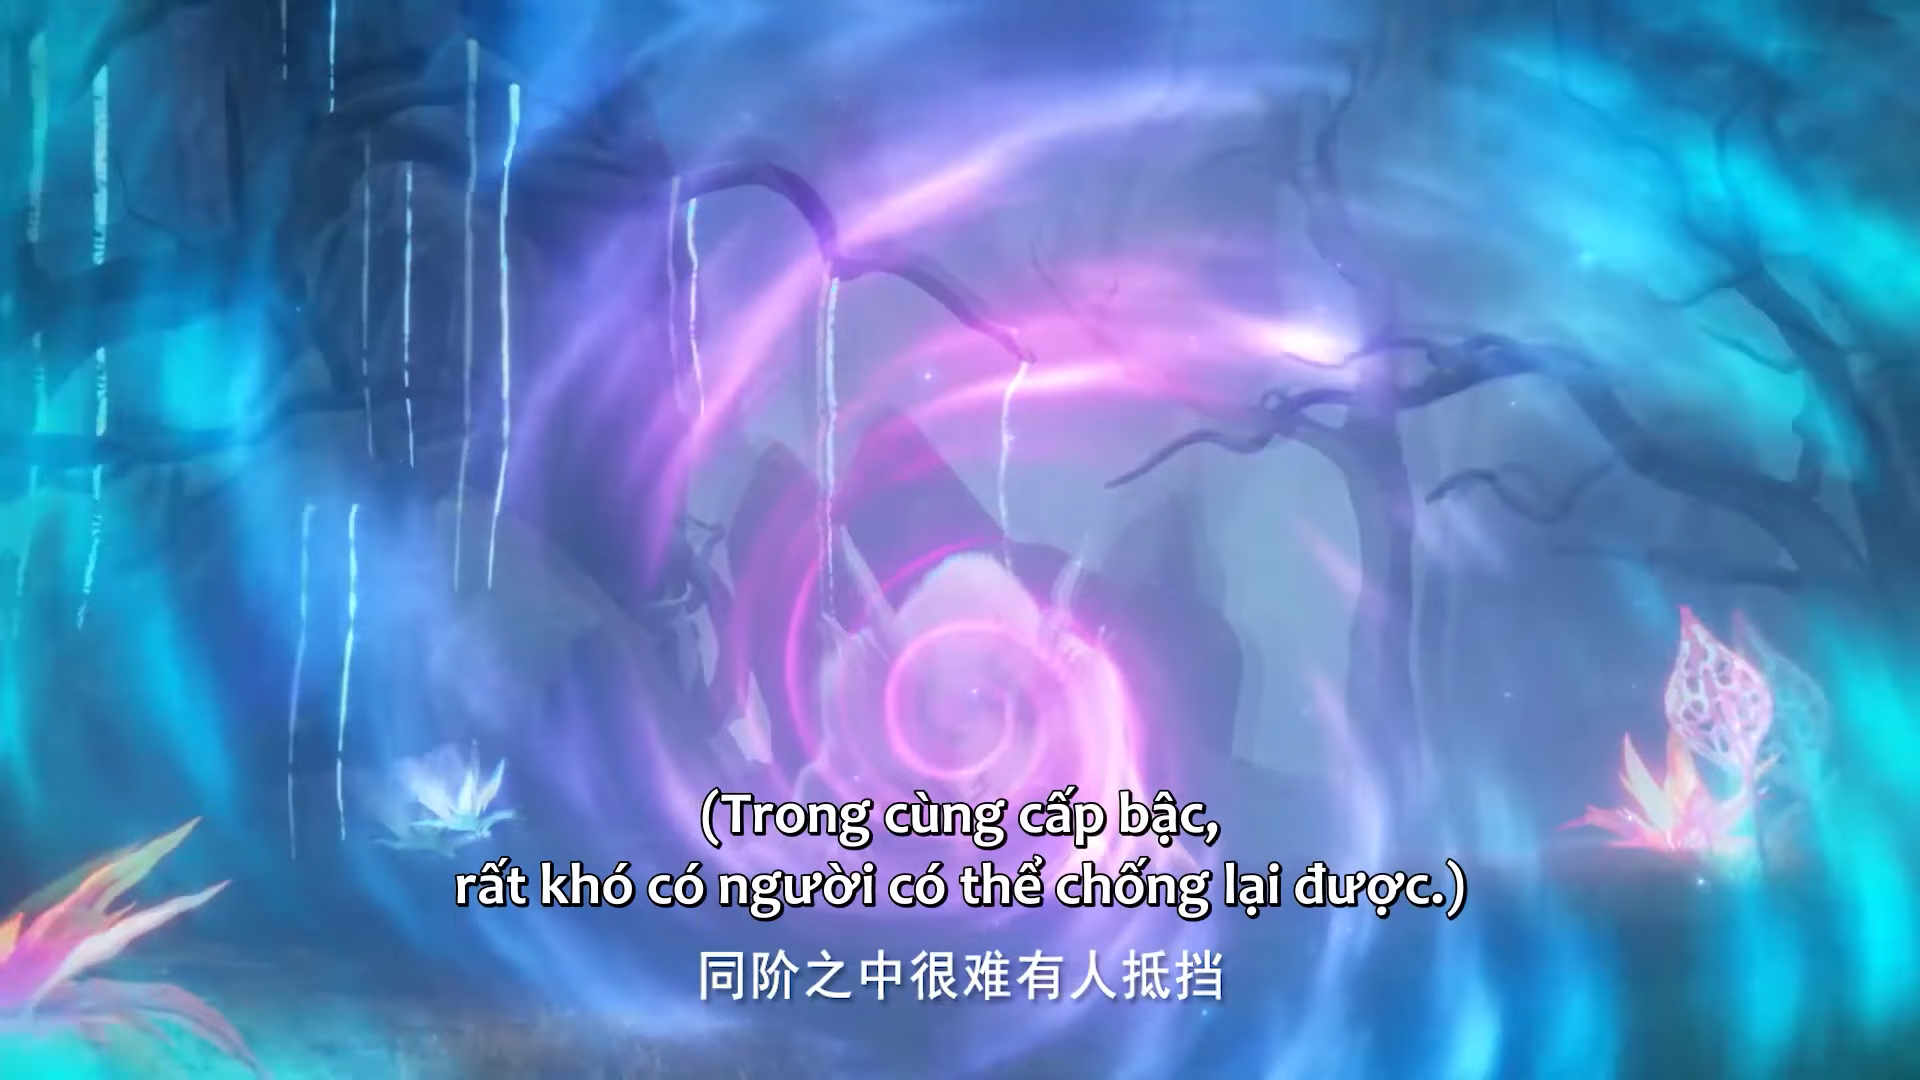 (Trong cùng cấp bậc,
rất khó có người có thể chống lại được.)
同阶之中很难有人抵挡